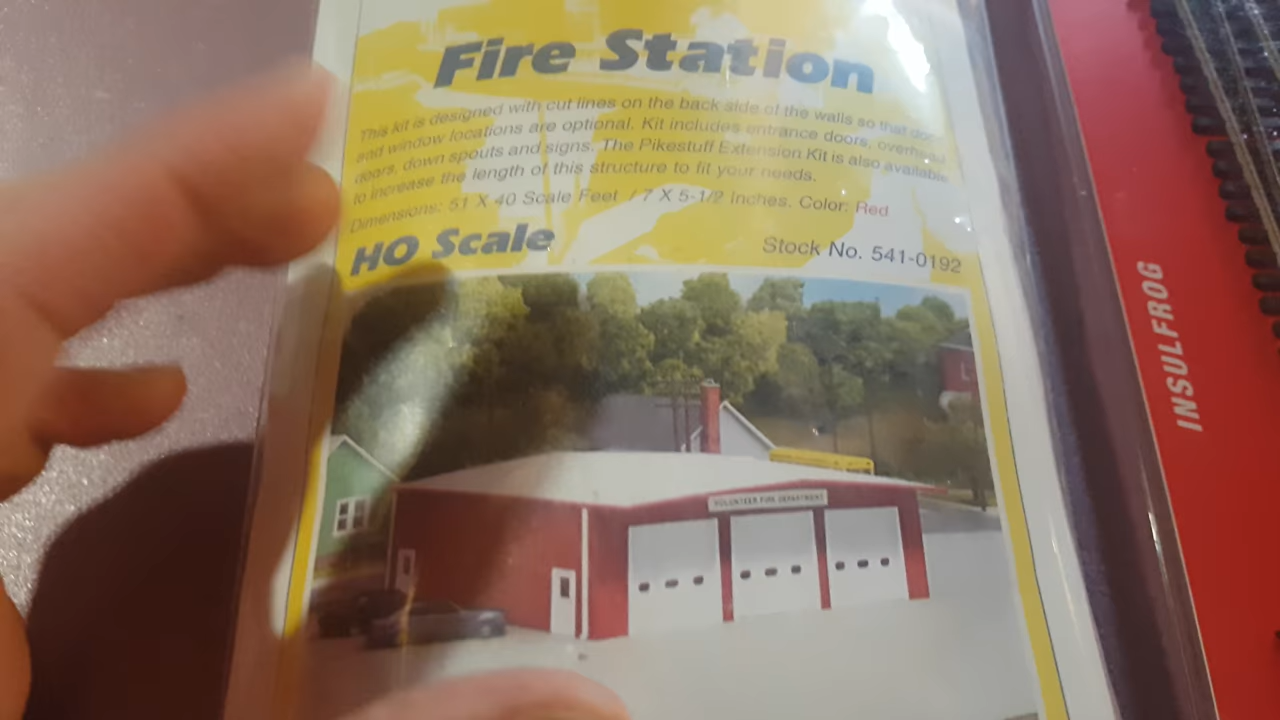 Fire Station
This kit is designed with cut lines on the back side of the walls so that door
and window locations are optional. Kit includes entrance doors, overhead
doors, down spouts and signs. The Pikestuff Extension Kit is also available
to increase the length of this structure to fit your needs.
Dimensions: 51 X 40 Scale Feet / 7 X 5-1/2 Inches. Color: Red
HO Scale
Stock No. 541-0192
VOLUNTEER FIRE DEPARTMENT
INSULFROG